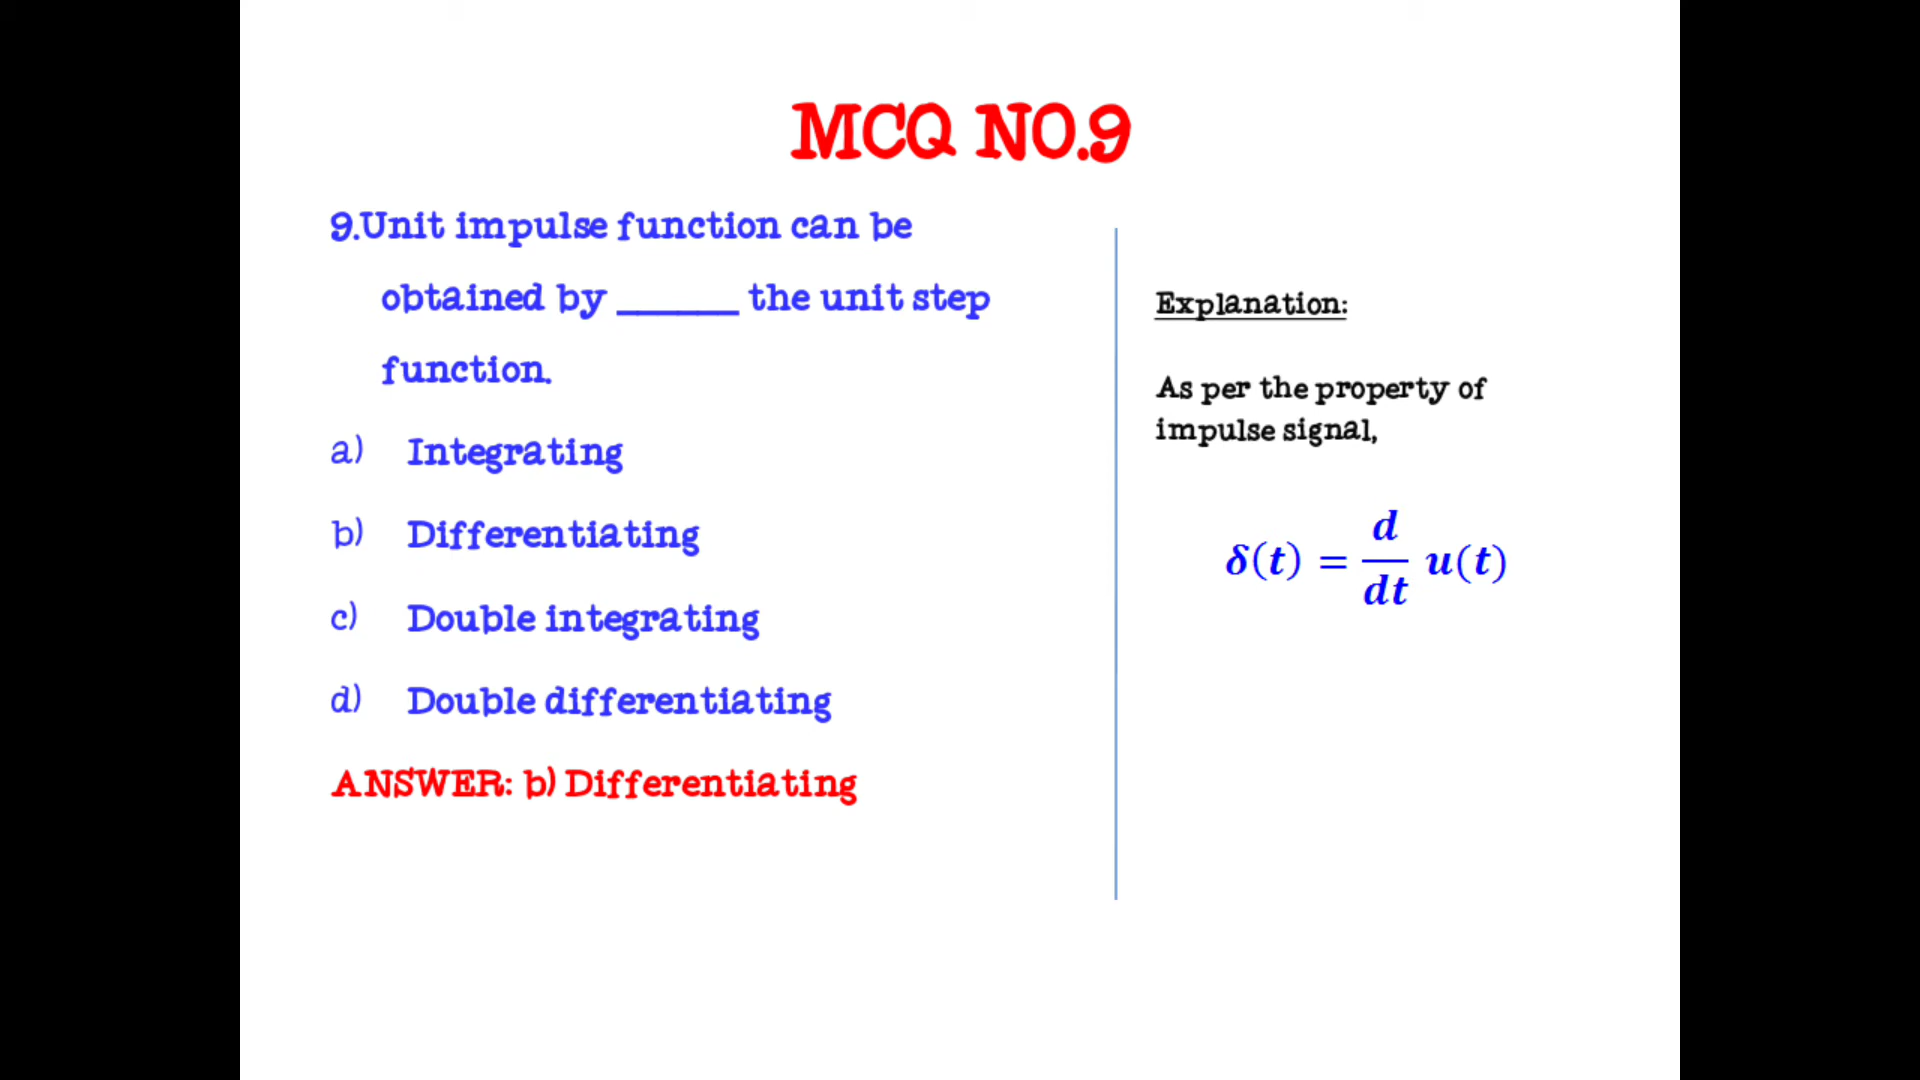 MCQ NO.9
9.Unit impulse function can be
obtained by ______ the unit step
function.
a) Integrating
b) Differentiating
c) Double integrating
d) Double differentiating
ANSWER: b) Differentiating
Explanation:
As per the property of
impulse signal,
δ(t) = d/dt u(t)